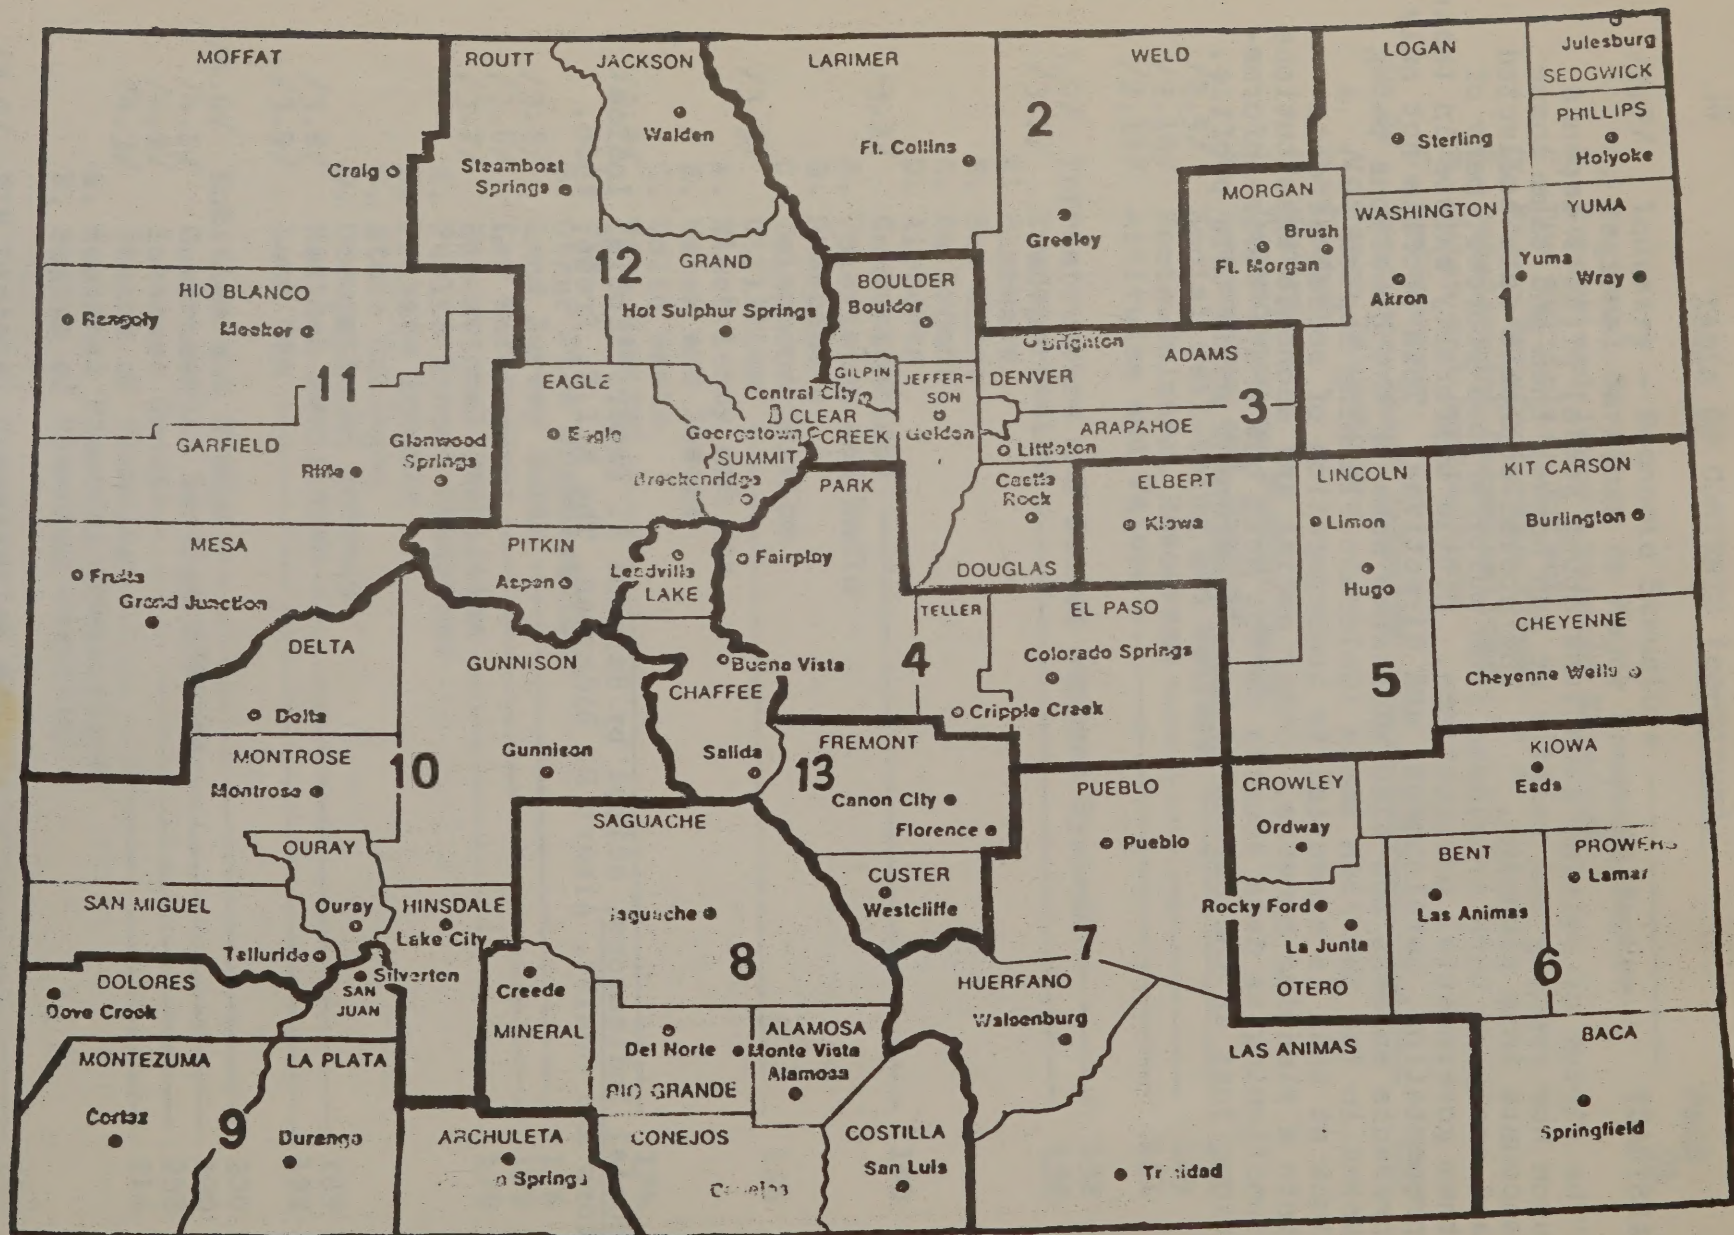 MOFFAT
ROUTT
JACKSON
LARIMER
WELD
LOGAN
Julesburg
SEDGWICK
PHILLIPS
Holyoke
Walden
2
Sterling
Craig
Steamboat
Springs
Ft. Collins
MORGAN
Brush
Ft. Morgan
WASHINGTON
YUMA
Greeley
Akron
Yuma
Wray
1
12
GRAND
Hot Sulphur Springs
BOULDER
Boulder
RIO BLANCO
Rangely
Meeker
11
Brighton
ADAMS
EAGLE
Eagle
GILPIN
Central City
JEFFER-
SON
DENVER
3
CLEAR
CREEK
Georgetown
Golden
ARAPAHOE
Littleton
GARFIELD
Rifle
Glenwood
Springs
SUMMIT
Breckenridge
PARK
Castle
Rock
ELBERT
Kiowa
LINCOLN
Limon
KIT CARSON
Burlington
MESA
Fruita
Grand Junction
PITKIN
Aspen
Leadville
LAKE
Fairplay
DOUGLAS
Hugo
TELLER
EL PASO
Colorado Springs
CHEYENNE
Cheyenne Wells
DELTA
Delta
GUNNISON
Buena Vista
CHAFFEE
4
5
Cripple Creek
MONTROSE
Montrose
10
Gunnison
Salida
13
FREMONT
Canon City
Florence
PUEBLO
Pueblo
CROWLEY
Ordway
KIOWA
Eads
SAGUACHE
OURAY
BENT
PROWERS
Lamar
SAN MIGUEL
Ouray
HINSDALE
Lake City
Telluride
Saguache
CUSTER
Westcliffe
Rocky Ford
La Junta
Las Animas
8
7
6
DOLORES
Dove Creek
SAN
JUAN
Silverton
Creede
MINERAL
HUERFANO
Walsenburg
OTERO
MONTEZUMA
Cortez
LA PLATA
Durango
9
Del Norte
RIO GRANDE
ALAMOSA
Monte Vista
Alamosa
LAS ANIMAS
BACA
Springfield
ARCHULETA
Springs
CONEJOS
Conejos
COSTILLA
San Luis
Trinidad